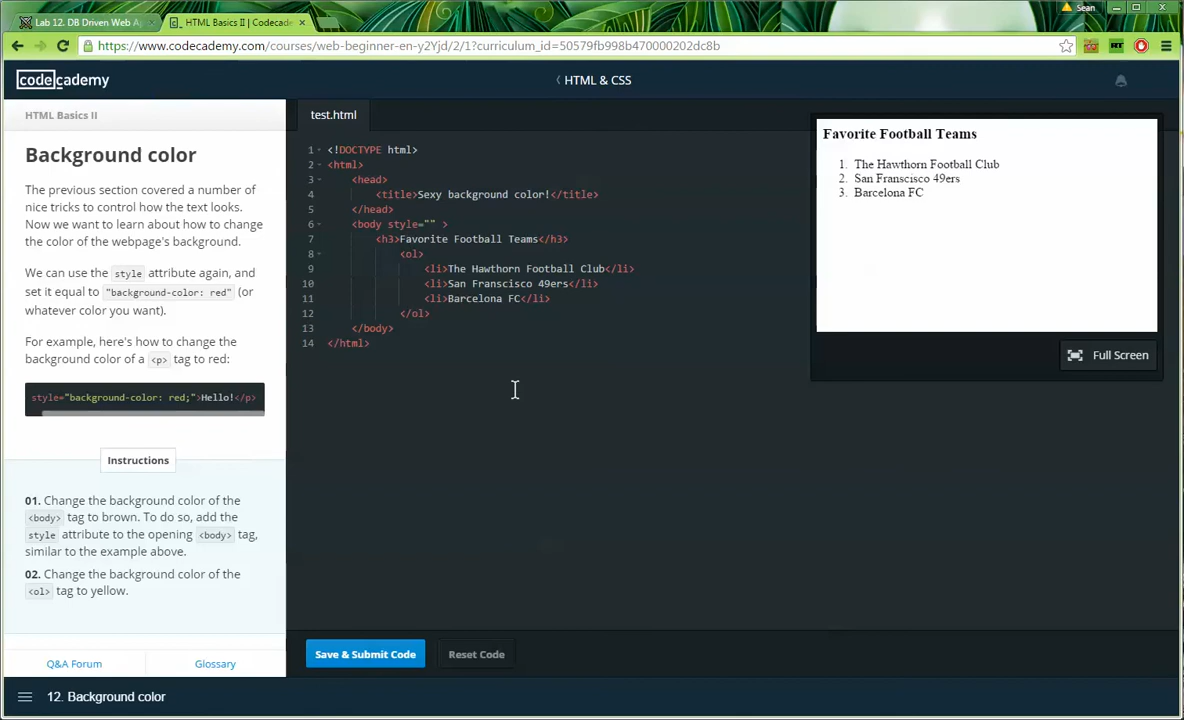 Lab 12. DB Driven Web A
HTML Basics II | Codecade
Sean
https://www.codecademy.com/courses/web-beginner-en-y2Yjd/2/1?curriculum_id=50579fb998b4700​00202dc8b
codecademy
HTML & CSS
HTML Basics II
Background color
The previous section covered a number of
nice tricks to control how the text looks.
Now we want to learn about how to change
the color of the webpage's background.
We can use the style attribute again, and
set it equal to "background-color: red" (or
whatever color you want).
For example, here's how to change the
background color of a <p> tag to red:
style="background-color: red;">Hello!</p>
Instructions
01. Change the background color of the
<body> tag to brown. To do so, add the
style attribute to the opening <body> tag,
similar to the example above.
02. Change the background color of the
<ol> tag to yellow.
Q&A Forum
Glossary
12. Background color
test.html
1 <!DOCTYPE html>
2 <html>
3 <head>
4 <title>Sexy background color!</title>
5 </head>
6 <body style="" >
7 <h3>Favorite Football Teams</h3>
8 <ol>
9 <li>The Hawthorn Football Club</li>
10 <li>San Franscisco 49ers</li>
11 <li>Barcelona FC</li>
12 </ol>
13 </body>
14 </html>
Save & Submit Code
Reset Code
Favorite Football Teams
1. The Hawthorn Football Club
2. San Franscisco 49ers
3. Barcelona FC
Full Screen